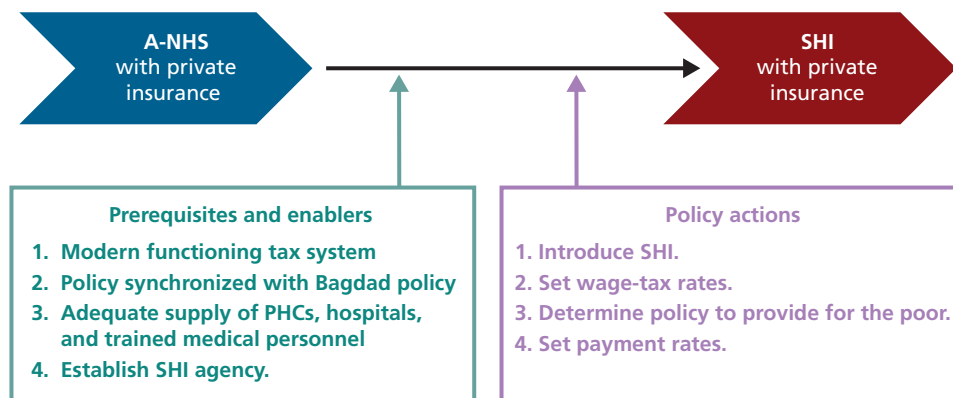 A-NHS
with private
insurance
SHI
with private
insurance
Prerequisites and enablers
1. Modern functioning tax system
2. Policy synchronized with Bagdad policy
3. Adequate supply of PHCs, hospitals,
and trained medical personnel
4. Establish SHI agency.
Policy actions
1. Introduce SHI.
2. Set wage-tax rates.
3. Determine policy to provide for the poor.
4. Set payment rates.